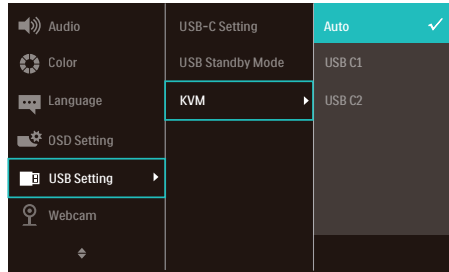 Audio
Color
Language
OSD Setting
USB Setting
Webcam
USB-C Setting
USB Standby Mode
KVM
Auto
USB C1
USB C2